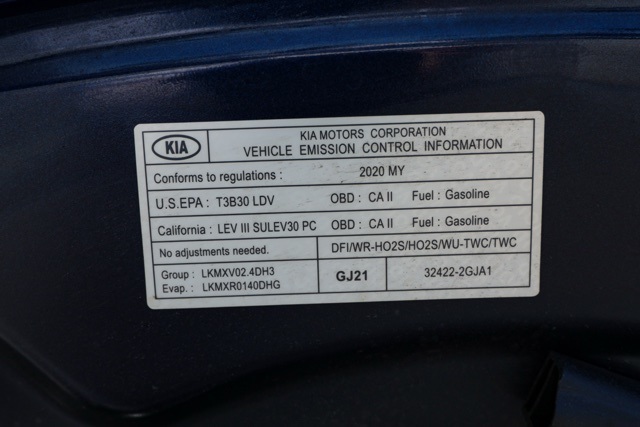 KIA
KIA MOTORS CORPORATION
VEHICLE EMISSION CONTROL INFORMATION
Conforms to regulations : 2020 MY
U.S.EPA : T3B30 LDV OBD : CA II Fuel : Gasoline
California : LEV III SULEV30 PC OBD : CA II Fuel : Gasoline
No adjustments needed. DFI/WR-HO2S/HO2S/WU-TWC/TWC
Group : LKMXV02.4DH3
Evap. : LKMXR0140DHG
GJ21
32422-2GJA1